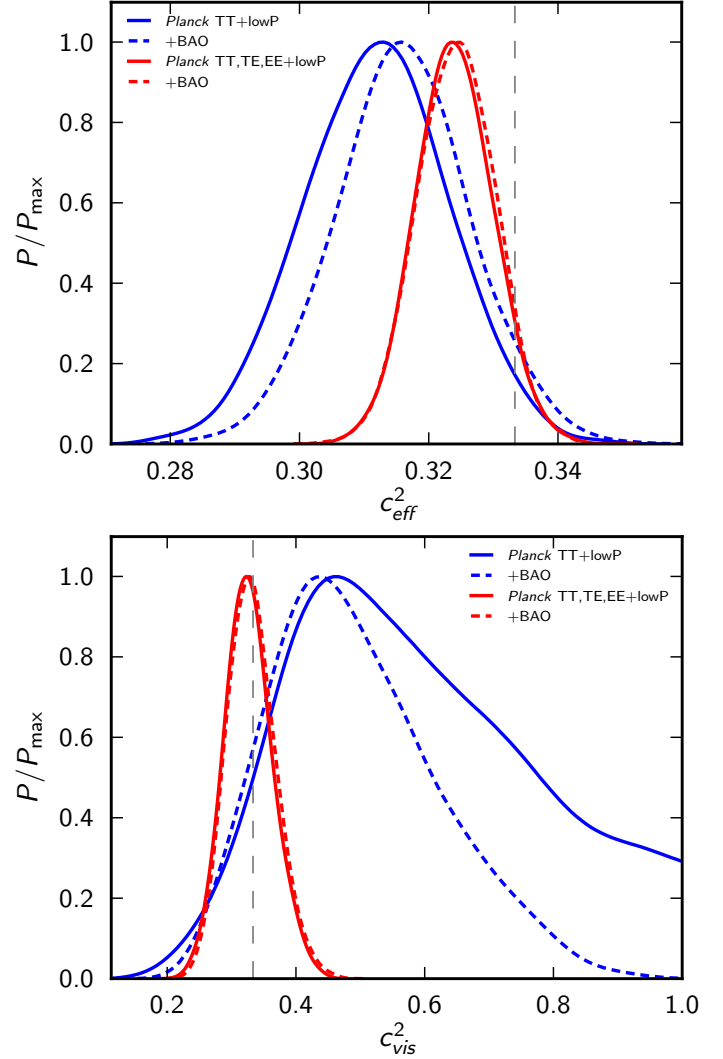 Planck TT+lowP
+BAO
Planck TT,TE,EE+lowP
+BAO
P/P_max
1.0
0.8
0.6
0.4
0.2
0.0
0.28 0.30 0.32 0.34
c²_eff
Planck TT+lowP
+BAO
Planck TT,TE,EE+lowP
+BAO
P/P_max
1.0
0.8
0.6
0.4
0.2
0.0
0.2 0.4 0.6 0.8 1.0
c²_vis